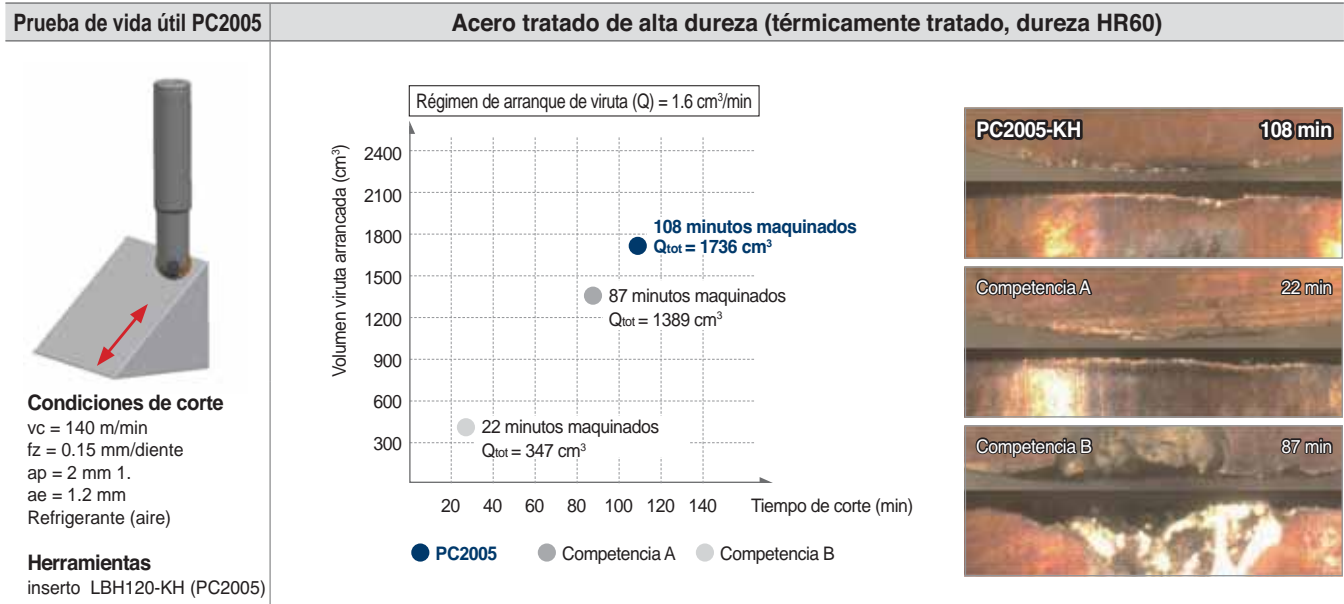 Prueba de vida útil PC2005
Acero tratado de alta dureza (térmicamente tratado, dureza HR60)
Condiciones de corte
vc = 140 m/min
fz = 0.15 mm/diente
ap = 2 mm 1.
ae = 1.2 mm
Refrigerante (aire)
Herramientas
inserto LBH120-KH (PC2005)
Régimen de arranque de viruta (Q) = 1.6 cm³/min
Volumen viruta arrancada (cm³)
2400
2100
1800
1500
1200
900
600
300
108 minutos maquinados
Qtot = 1736 cm³
87 minutos maquinados
Qtot = 1389 cm³
22 minutos maquinados
Qtot = 347 cm³
20 40 60 80 100 120 140 Tiempo de corte (min)
PC2005 Competencia A Competencia B
PC2005-KH 108 min
Competencia A 22 min
Competencia B 87 min